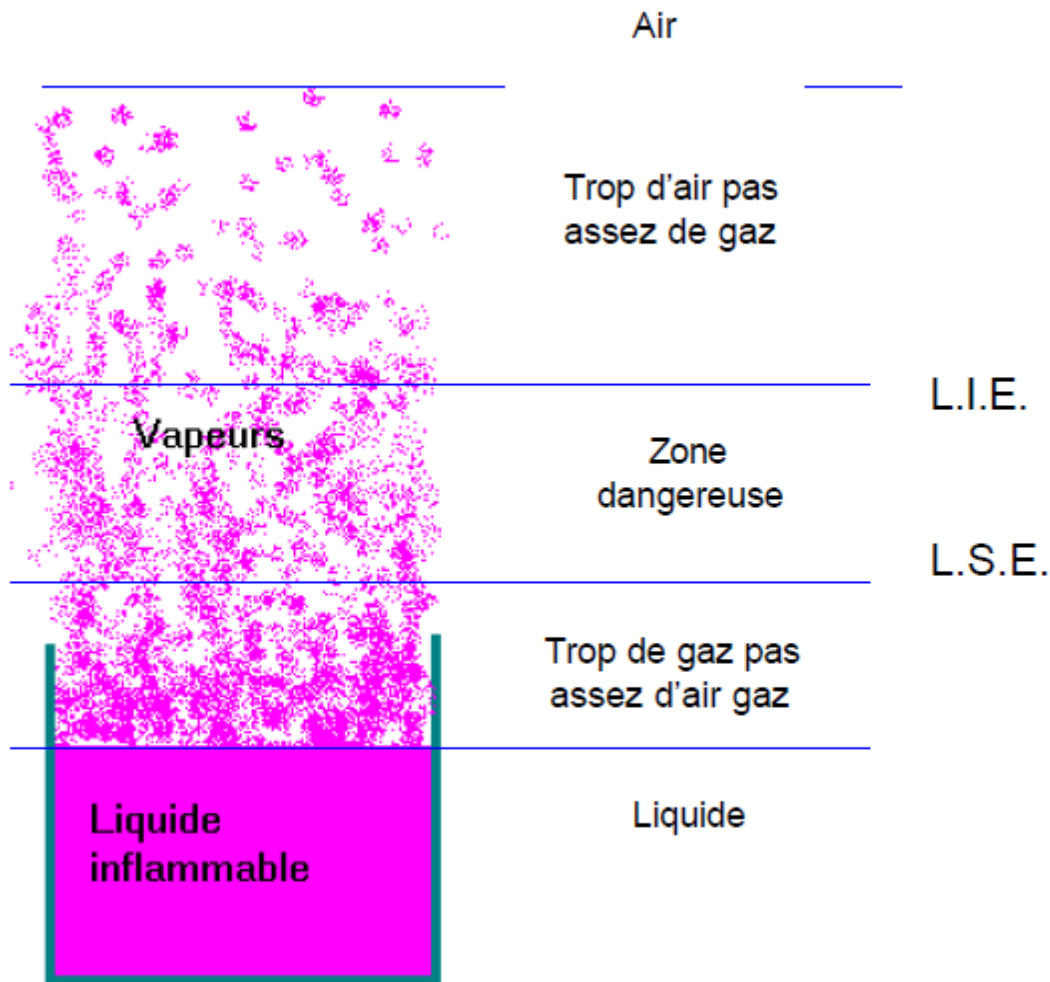 Air
Trop d'air pas
assez de gaz
L.I.E.
Vapeurs
Zone
dangereuse
L.S.E.
Trop de gaz pas
assez d'air gaz
Liquide
inflammable
Liquide